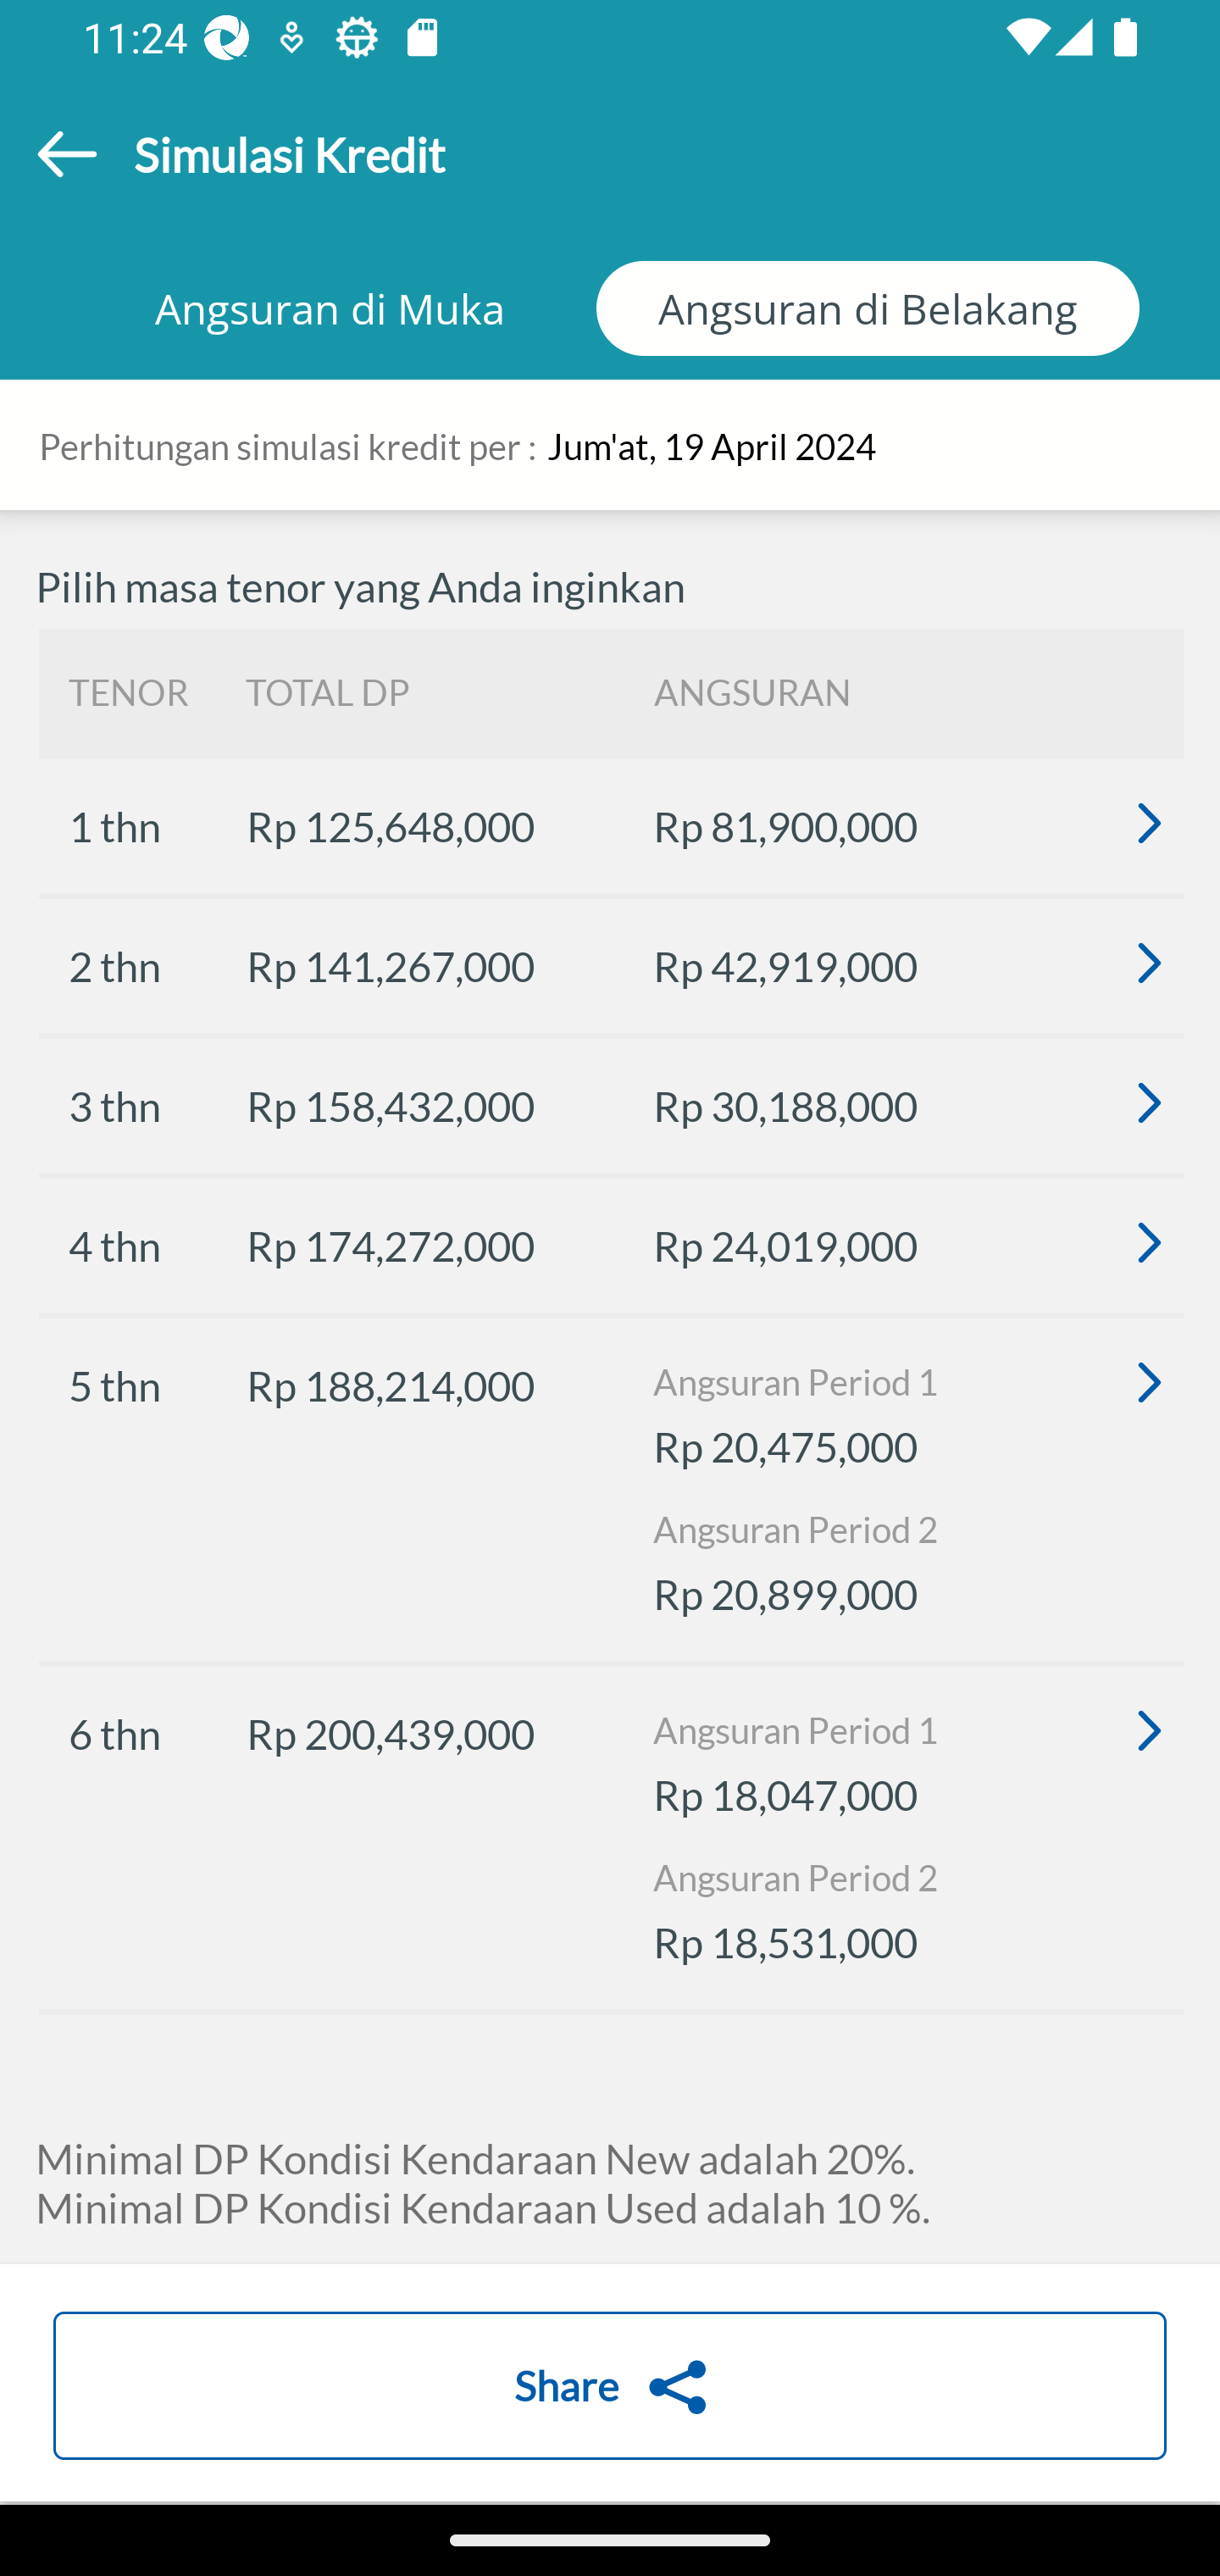 11:24
Simulasi Kredit
Angsuran di Muka Angsuran di Belakang
Perhitungan simulasi kredit per : Jum'at, 19 April 2024
Pilih masa tenor yang Anda inginkan
TENOR TOTAL DP ANGSURAN
1 thn Rp 125,648,000 Rp 81,900,000
2 thn Rp 141,267,000 Rp 42,919,000
3 thn Rp 158,432,000 Rp 30,188,000
4 thn Rp 174,272,000 Rp 24,019,000
5 thn Rp 188,214,000 Angsuran Period 1
Rp 20,475,000
Angsuran Period 2
Rp 20,899,000
6 thn Rp 200,439,000 Angsuran Period 1
Rp 18,047,000
Angsuran Period 2
Rp 18,531,000
Minimal DP Kondisi Kendaraan New adalah 20%.
Minimal DP Kondisi Kendaraan Used adalah 10 %.
Share